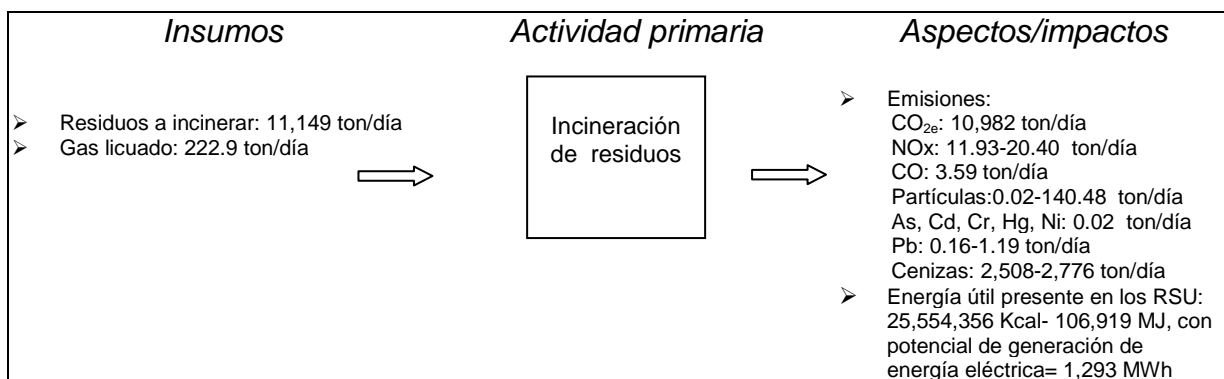 Insumos
Actividad primaria
Aspectos/impactos
➢ Residuos a incinerar: 11,149 ton/día
➢ Gas licuado: 222.9 ton/día
Incineración
de residuos
➢ Emisiones:
CO2e: 10,982 ton/día
NOx: 11.93-20.40 ton/día
CO: 3.59 ton/día
Partículas:0.02-140.48 ton/día
As, Cd, Cr, Hg, Ni: 0.02 ton/día
Pb: 0.16-1.19 ton/día
Cenizas: 2,508-2,776 ton/día
➢ Energía útil presente en los RSU:
25,554,356 Kcal- 106,919 MJ, con
potencial de generación de
energía eléctrica= 1,293 MWh